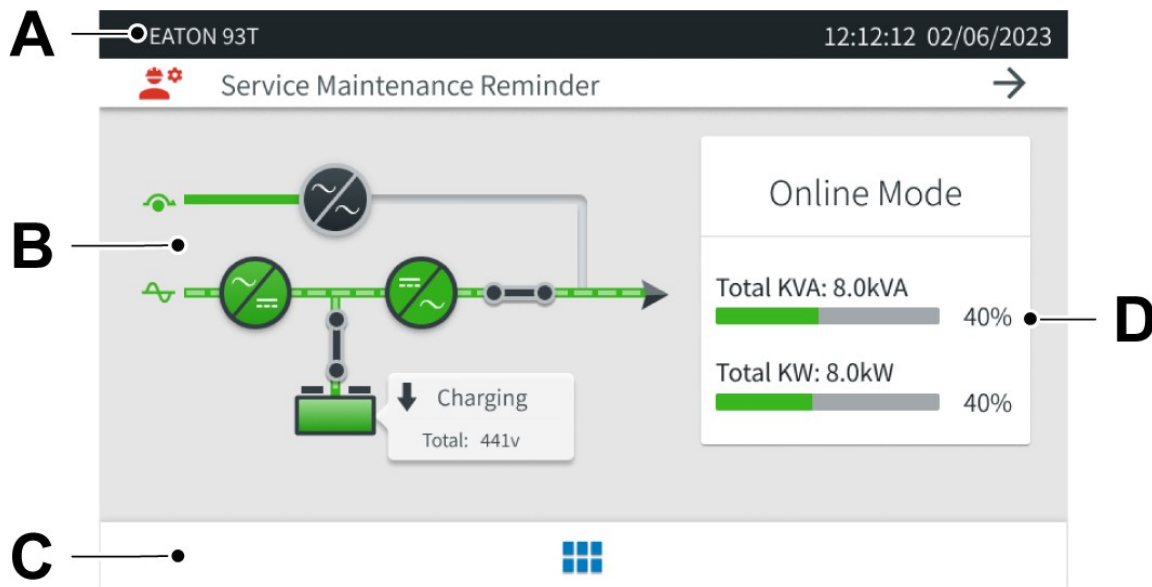 A
EATON 93T
12:12:12 02/06/2023
Service Maintenance Reminder
B
Online Mode
Total KVA: 8.0kVA
40%
D
Total KW: 8.0kW
40%
Charging
Total: 441v
C